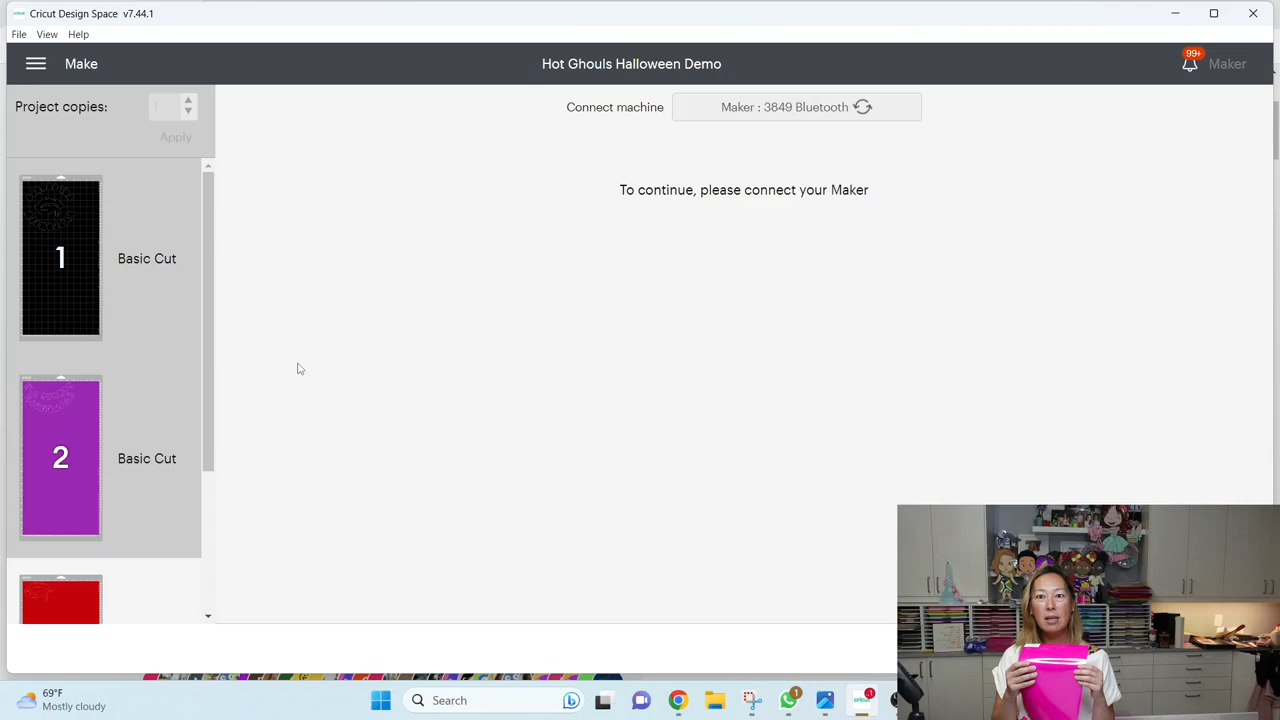 Cricut Design Space v7.44.1
File View Help
Make
Hot Ghouls Halloween Demo
99+
Maker
Project copies:
Connect machine
Maker : 3849 Bluetooth
Apply
To continue, please connect your Maker
1
Basic Cut
2
Basic Cut
69°F
Mostly cloudy
Search
1
1